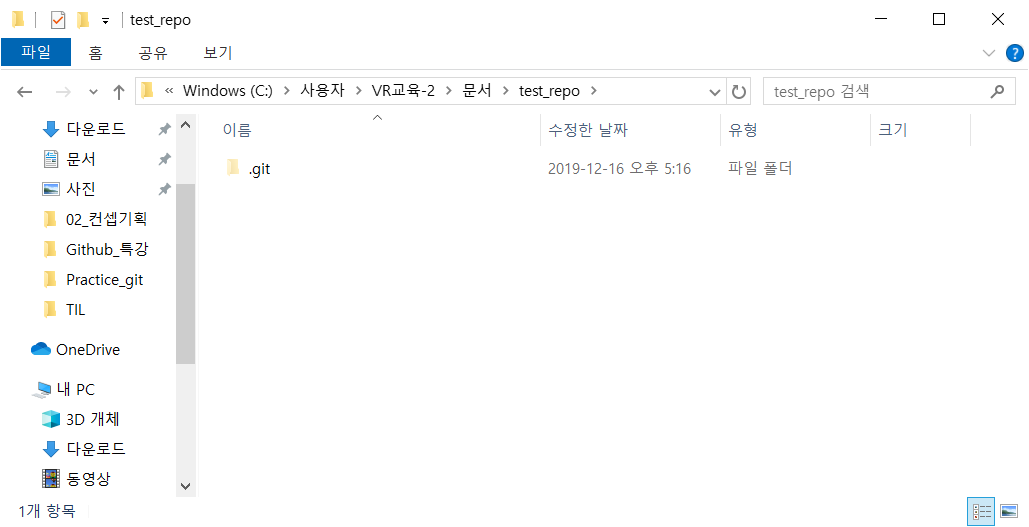 test_repo
파일 홈 공유 보기
« Windows (C:) > 사용자 > VR교육-2 > 문서 > test_repo >
test_repo 검색
다운로드
문서
사진
02_컨셉기획
Github_특강
Practice_git
TIL
OneDrive
내 PC
3D 개체
다운로드
동영상
이름 수정한 날짜 유형 크기
.git 2019-12-16 오후 5:16 파일 폴더
1개 항목